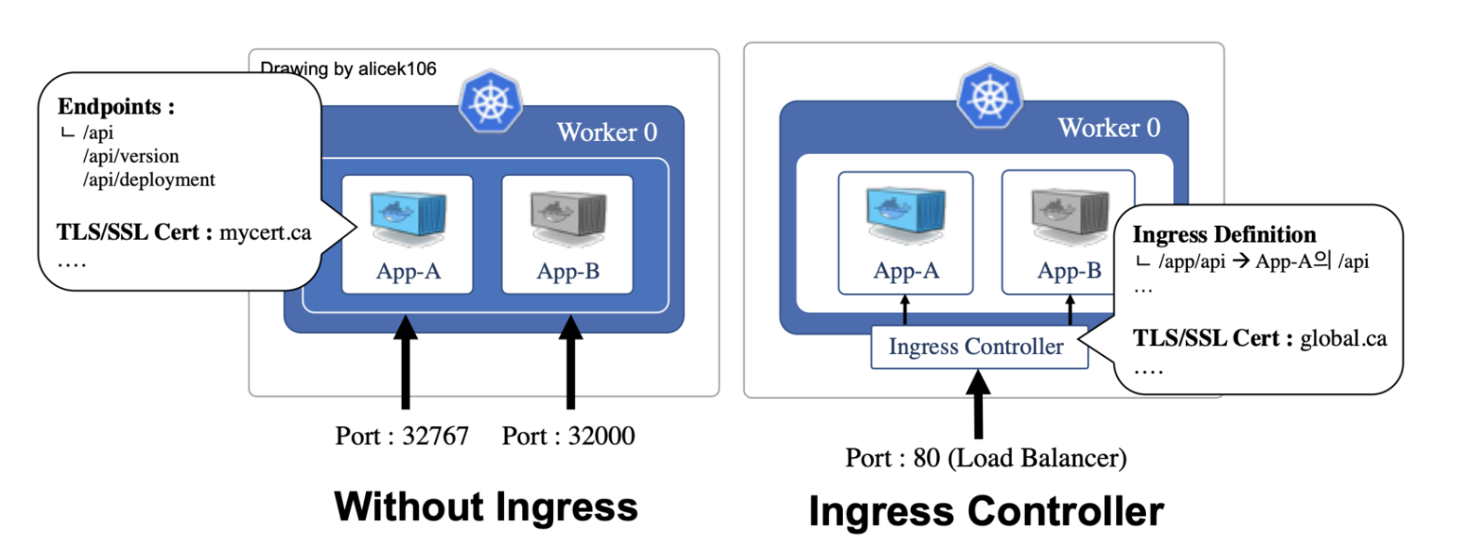 Drawing by alicek106
Endpoints :
ㄴ /api
/api/version
/api/deployment
TLS/SSL Cert : mycert.ca
....
Worker 0
App-A
App-B
Port : 32767
Port : 32000
Without Ingress
Worker 0
App-A
App-B
Ingress Definition
ㄴ /app/api → App-A의 /api
...
TLS/SSL Cert : global.ca
....
Ingress Controller
Port : 80 (Load Balancer)
Ingress Controller